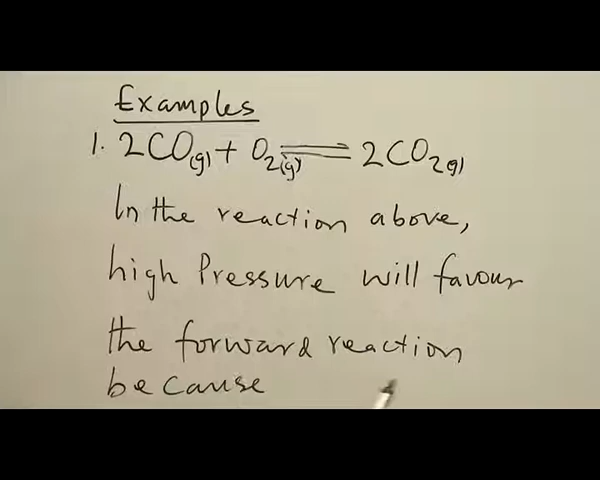 Examples
1. 2CO(g) + O2(g) ⇌ 2CO2(g)
In the reaction above,
high Pressure will favour
the forward reaction
because